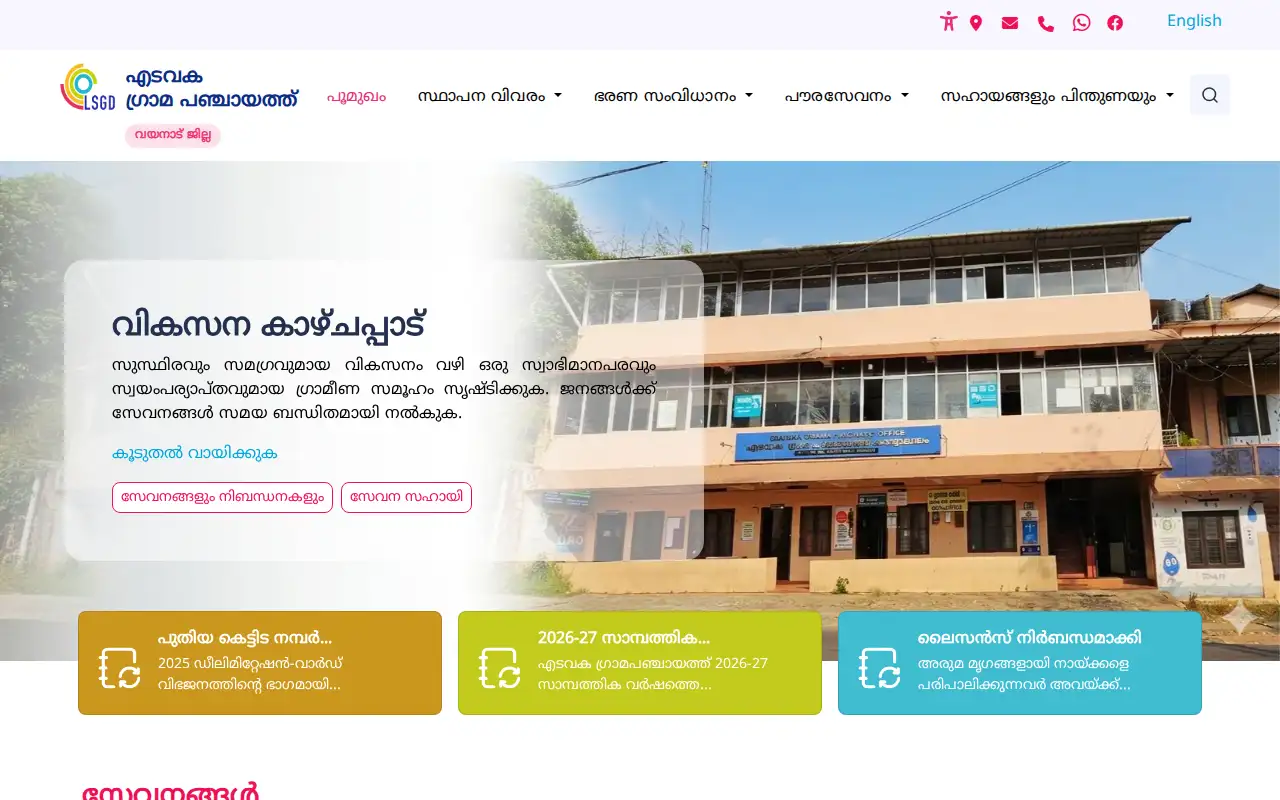 English
എടവക
ഗ്രാമ പഞ്ചായത്ത്
LSGD
വയനാട് ജില്ല
പൂമുഖം
സ്ഥാപന വിവരം
ഭരണ സംവിധാനം
പൗരസേവനം
സഹായങ്ങളും പിന്തുണയും
വികസന കാഴ്ചപ്പാട്
സുസ്ഥിരവും സമഗ്രവുമായ വികസനം വഴി ഒരു സ്വാഭിമാനപരവും
സ്വയംപര്യാപ്തവുമായ ഗ്രാമീണ സമൂഹം സൃഷ്ടിക്കുക. ജനങ്ങൾക്ക്
സേവനങ്ങൾ സമയ ബന്ധിതമായി നൽകുക.
കൂടുതൽ വായിക്കുക
സേവനങ്ങളും നിബന്ധനകളും
സേവന സഹായി
പുതിയ കെട്ടിട നമ്പർ...
2025 ഡീലിമിറ്റേഷൻ-വാർഡ്
വിഭജനത്തിന്റെ ഭാഗമായി...
2026-27 സാമ്പത്തിക...
എടവക ഗ്രാമപഞ്ചായത്ത് 2026-27
സാമ്പത്തിക വർഷത്തെ...
ലൈസൻസ് നിർബന്ധമാക്കി
അരുമ മൃഗങ്ങളായി നായ്ക്കളെ
പരിപാലിക്കുന്നവർ അവയ്ക്ക്...
സേവനങ്ങൾ